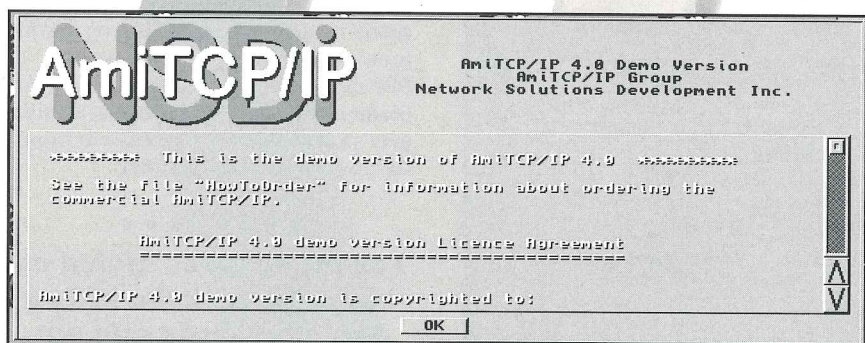 NSDi
AmiTCP/IP
AmiTCP/IP 4.0 Demo Version
AmiTCP/IP Group
Network Solutions Development Inc.
********** This is the demo version of AmiTCP/IP 4.0 **********
See the file "HowToOrder" for information about ordering the
commercial AmiTCP/IP.
AmiTCP/IP 4.0 demo version Licence Agreement
==============================================
AmiTCP/IP 4.0 demo version is copyrighted to:
OK